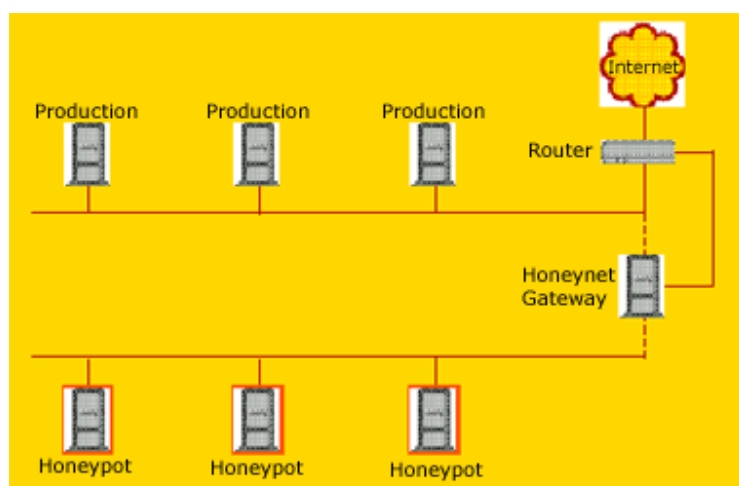 Internet
Production Production Production
Router
Honeynet
Gateway
Honeypot Honeypot Honeypot